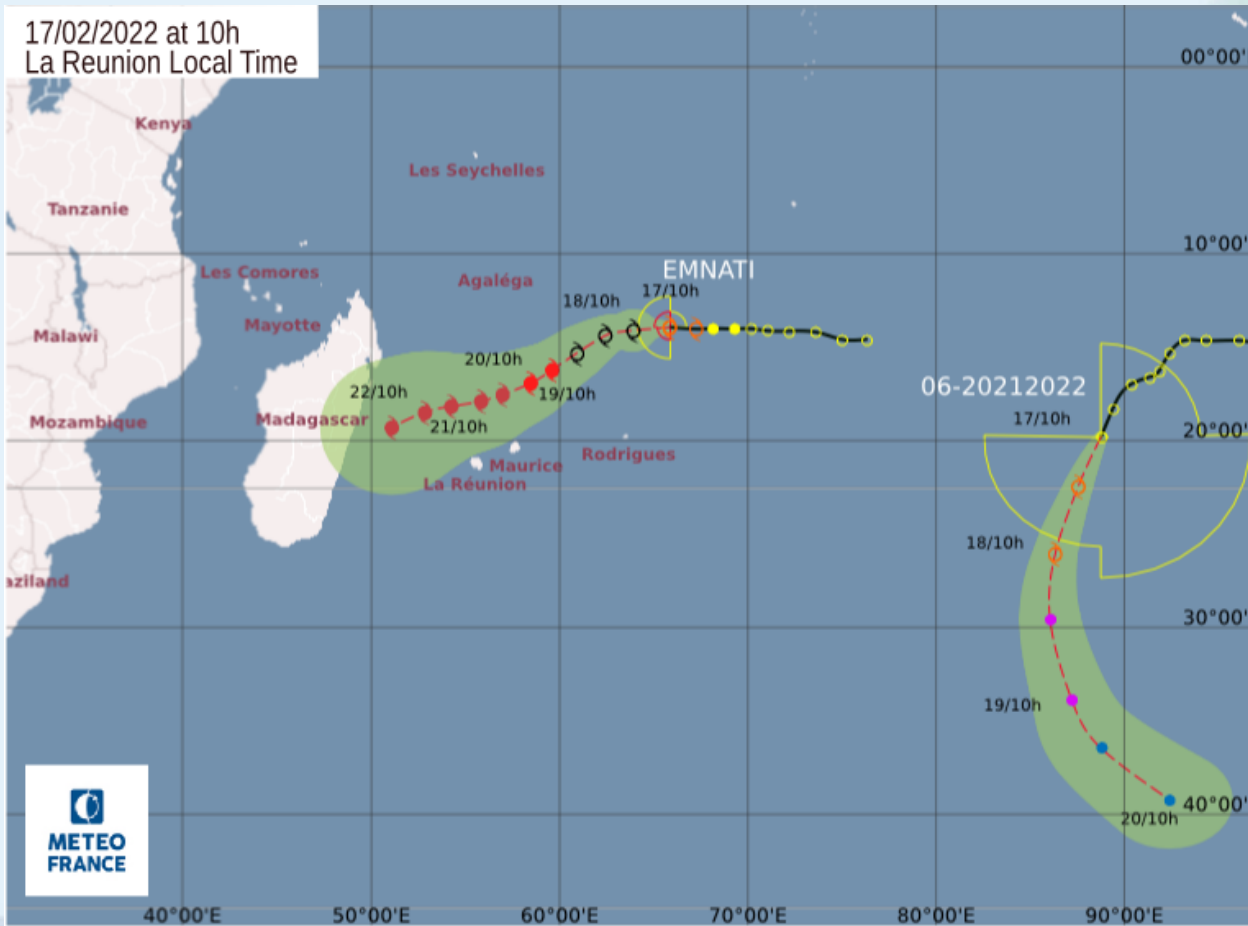 17/02/2022 at 10h
La Reunion Local Time
00°00'
Kenya
Les Seychelles
Tanzanie
10°00'
Les Comores
EMNATI
Agaléga
17/10h
18/10h
Mayotte
Malawi
20/10h
22/10h
19/10h
06-20212022
Mozambique
Madagascar
17/10h
21/10h
20°00'
Rodrigues
Maurice
La Réunion
18/10h
aziland
30°00'
19/10h
40°00'
20/10h
METEO
FRANCE
40°00'E
50°00'E
60°00'E
70°00'E
80°00'E
90°00'E